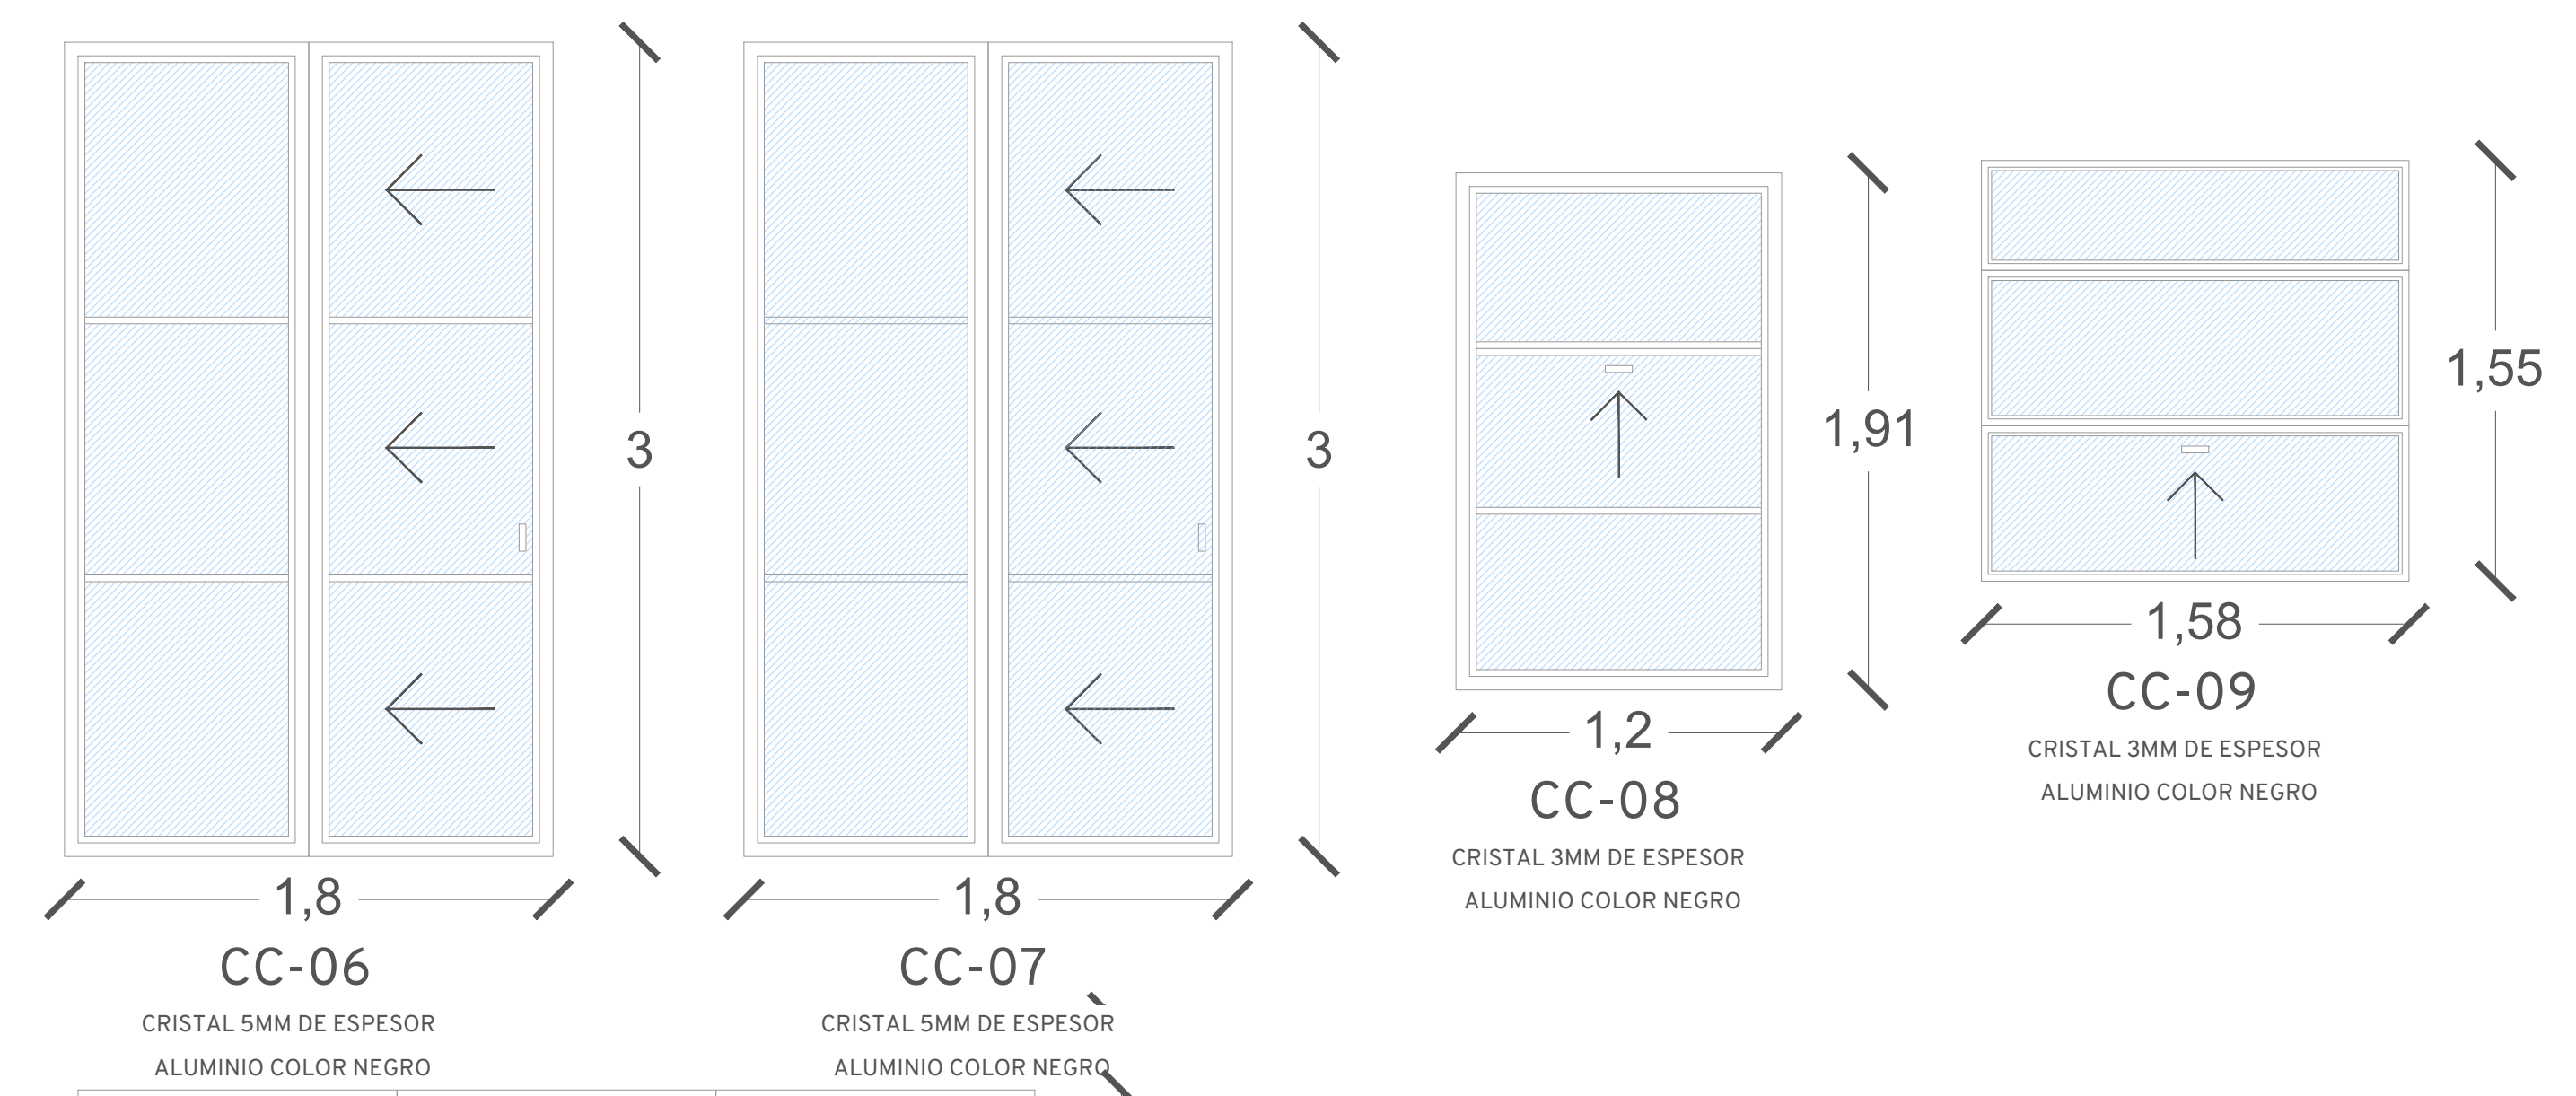 3
1,8
CC-06
CRISTAL 5MM DE ESPESOR
ALUMINIO COLOR NEGRO
3
1,8
CC-07
CRISTAL 5MM DE ESPESOR
ALUMINIO COLOR NEGRO
1,91
1,2
CC-08
CRISTAL 3MM DE ESPESOR
ALUMINIO COLOR NEGRO
1,55
1,58
CC-09
CRISTAL 3MM DE ESPESOR
ALUMINIO COLOR NEGRO